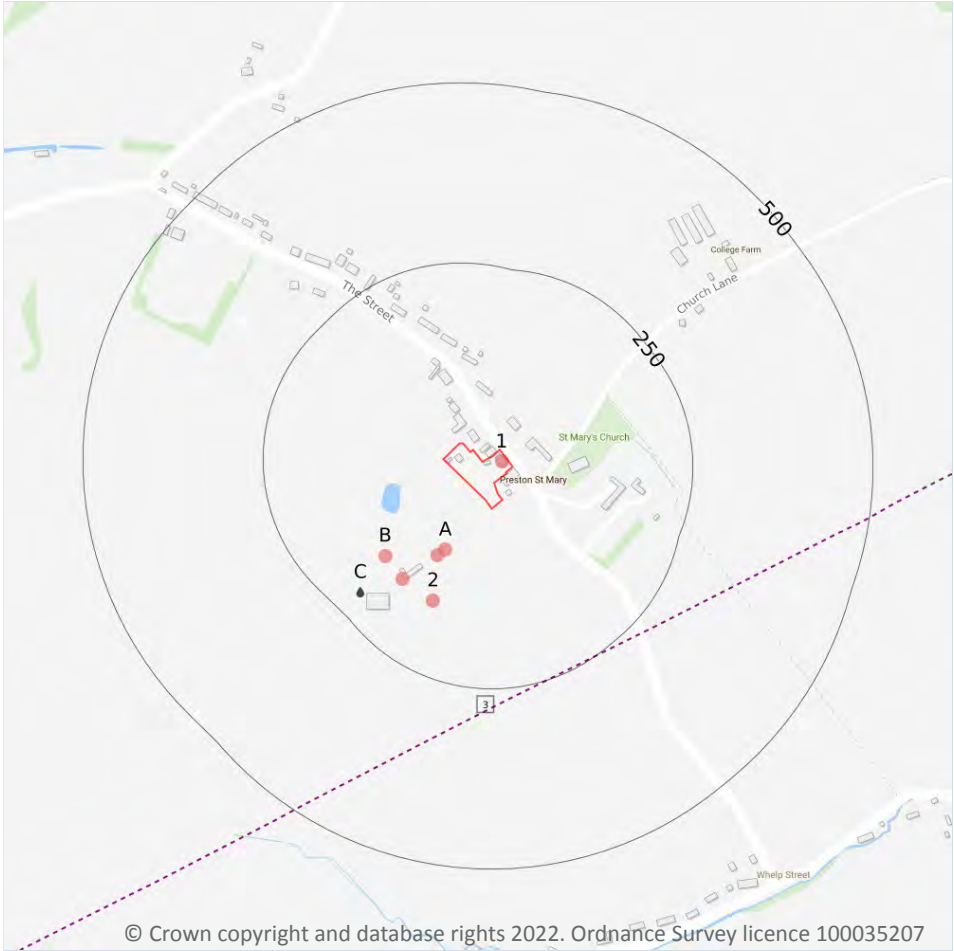 500
College Farm
Church Lane
The Street
250
1
St Mary's Church
Preston St Mary
A
B
C
2
3
Whelp Street
© Crown copyright and database rights 2022. Ordnance Survey licence 100035207